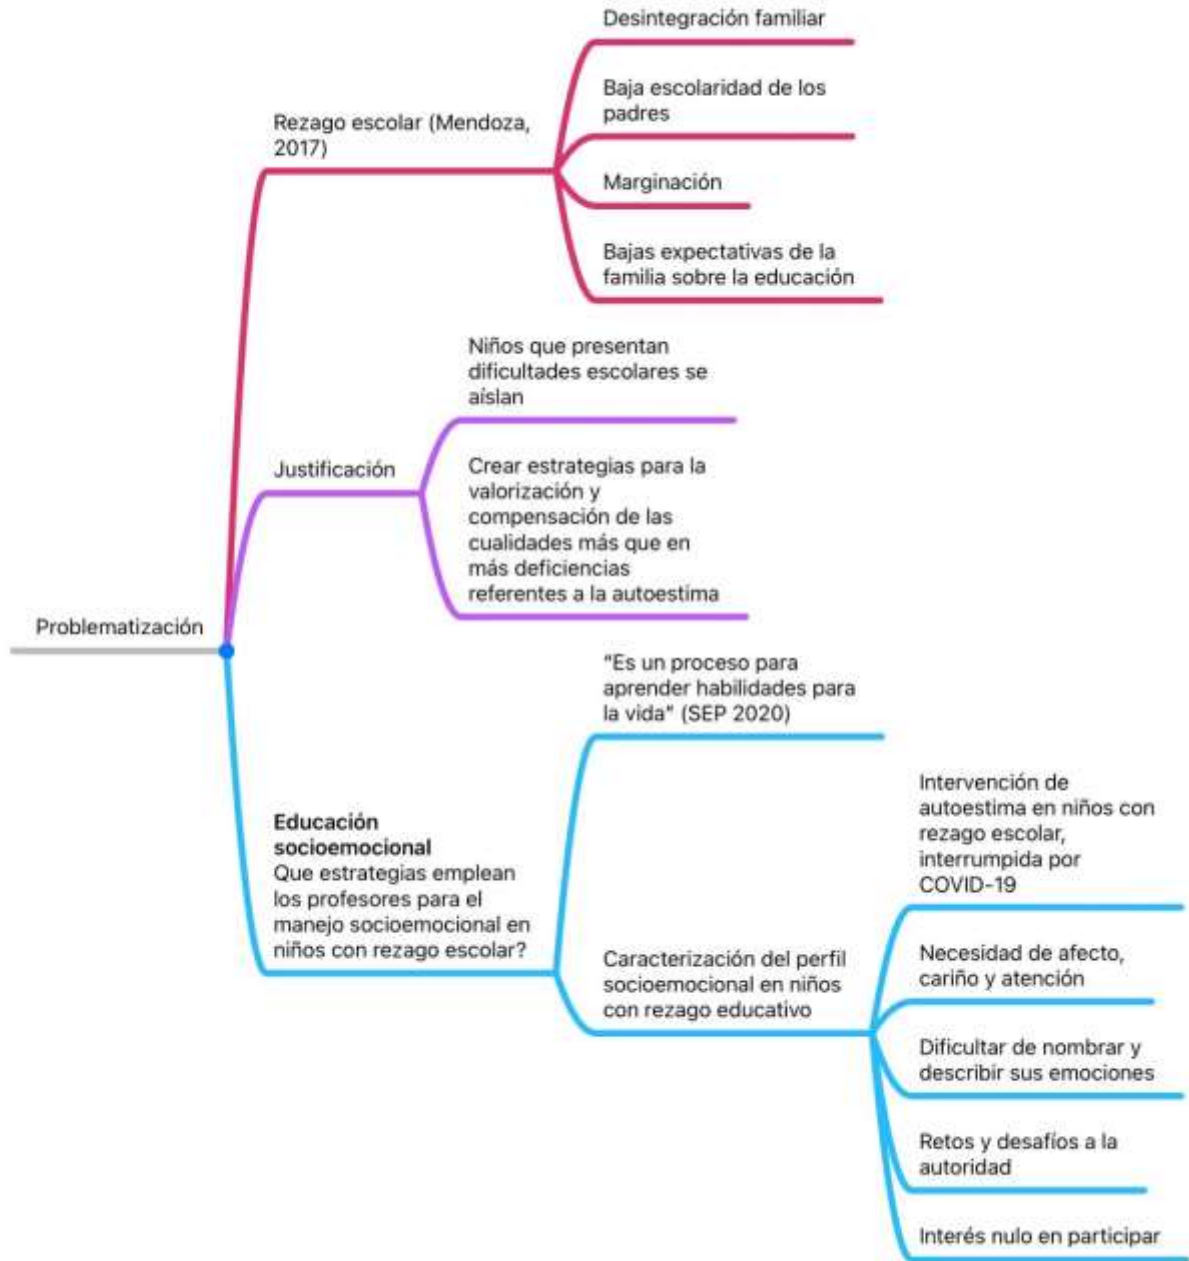 Desintegración familiar
Baja escolaridad de los
padres
Rezago escolar (Mendoza,
2017)
Marginación
Bajas expectativas de la
familia sobre la educación
Niños que presentan
dificultades escolares se
aíslan
Justificación
Crear estrategias para la
valorización y
compensación de las
cualidades más que en
más deficiencias
referentes a la autoestima
Problematización
"Es un proceso para
aprender habilidades para
la vida" (SEP 2020)
Educación
socioemocional
Que estrategias emplean
los profesores para el
manejo socioemocional en
niños con rezago escolar?
Caracterización del perfil
socioemocional en niños
con rezago educativo
Intervención de
autoestima en niños con
rezago escolar,
interrumpida por
COVID-19
Necesidad de afecto,
cariño y atención
Dificultar de nombrar y
describir sus emociones
Retos y desafíos a la
autoridad
Interés nulo en participar